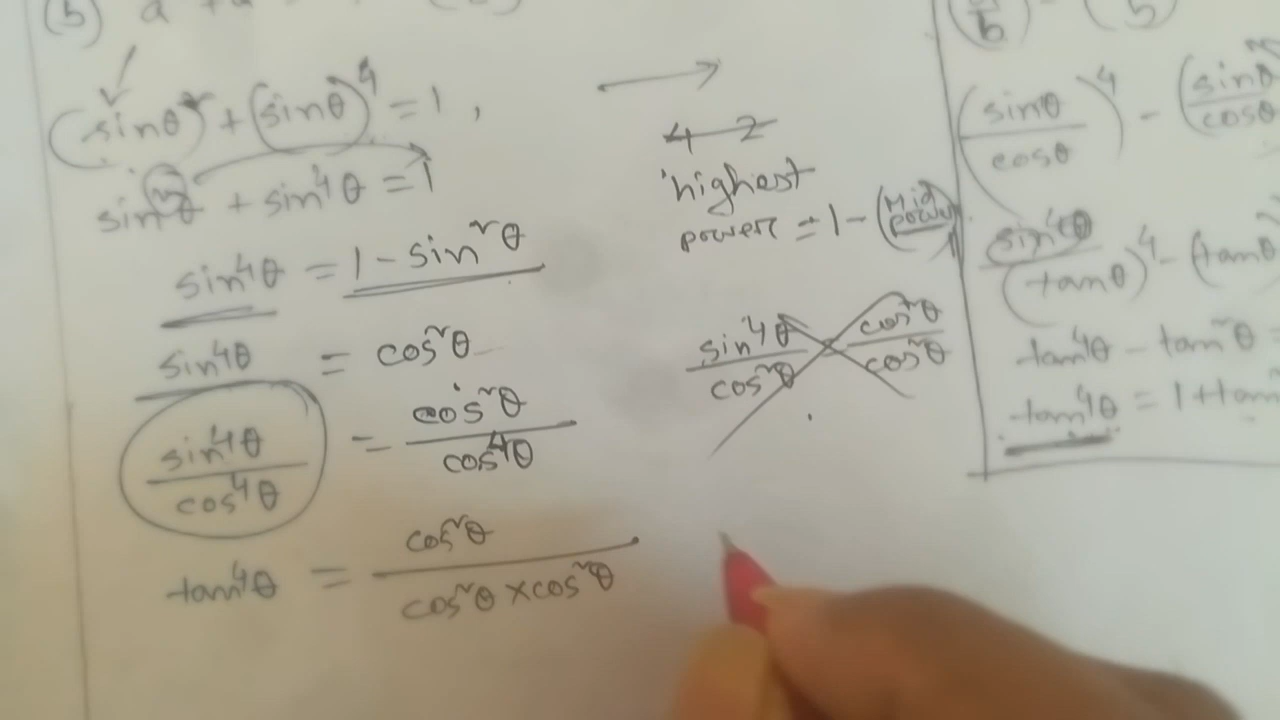 (b) a
(sinθ)² + (sinθ)⁴ = 1 ,
sin²θ + sin⁴θ = 1
sin⁴θ = 1 - sin²θ
sin⁴θ = cos²θ
sin⁴θ/cos⁴θ = cos²θ/cos⁴θ
tan⁴θ = cos²θ/cos²θ × cos²θ
→
4 2
highest
power = 1 - (Mid power)
sin⁴θ/cos²θ = cos²θ/cos²θ
(sinθ/cosθ)⁴ - (sinθ/cosθ
sin⁴θ
(tanθ)⁴ - (tanθ
tan⁴θ - tan²θ =
tan⁴θ = 1 + tan²